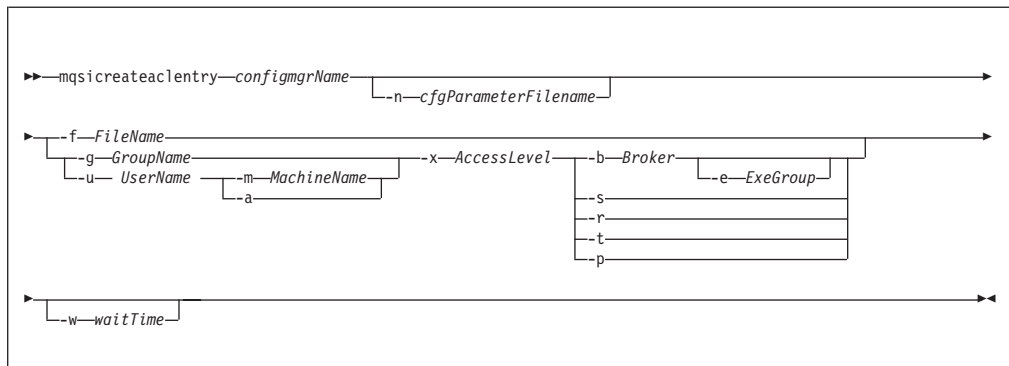 mqsicreateaclentry configmgrName
-n cfgParameterFilename
-f FileName
-g GroupName -x AccessLevel -b Broker
-u UserName -m MachineName -e ExeGroup
-a -s
-r
-t
-p
-w waitTime